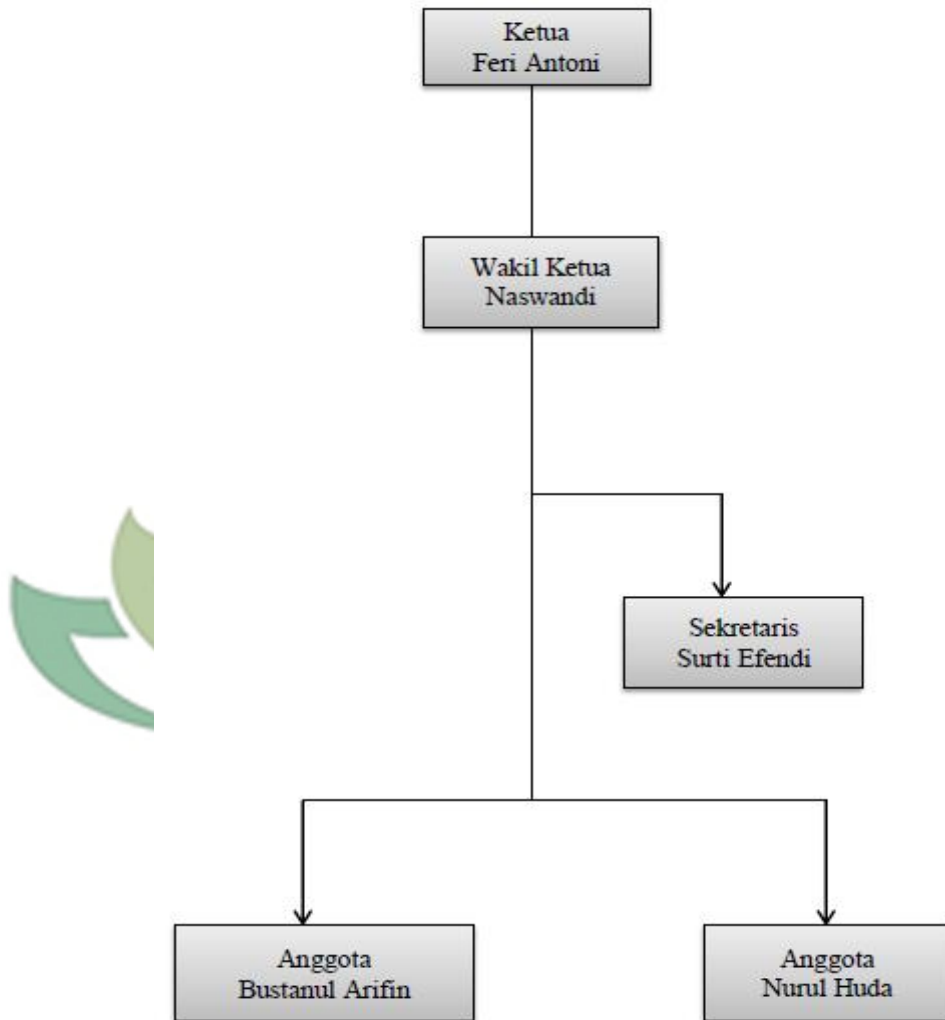 Ketua
Feri Antoni
Wakil Ketua
Naswandi
Sekretaris
Surti Efendi
Anggota
Bustanul Arifin
Anggota
Nurul Huda